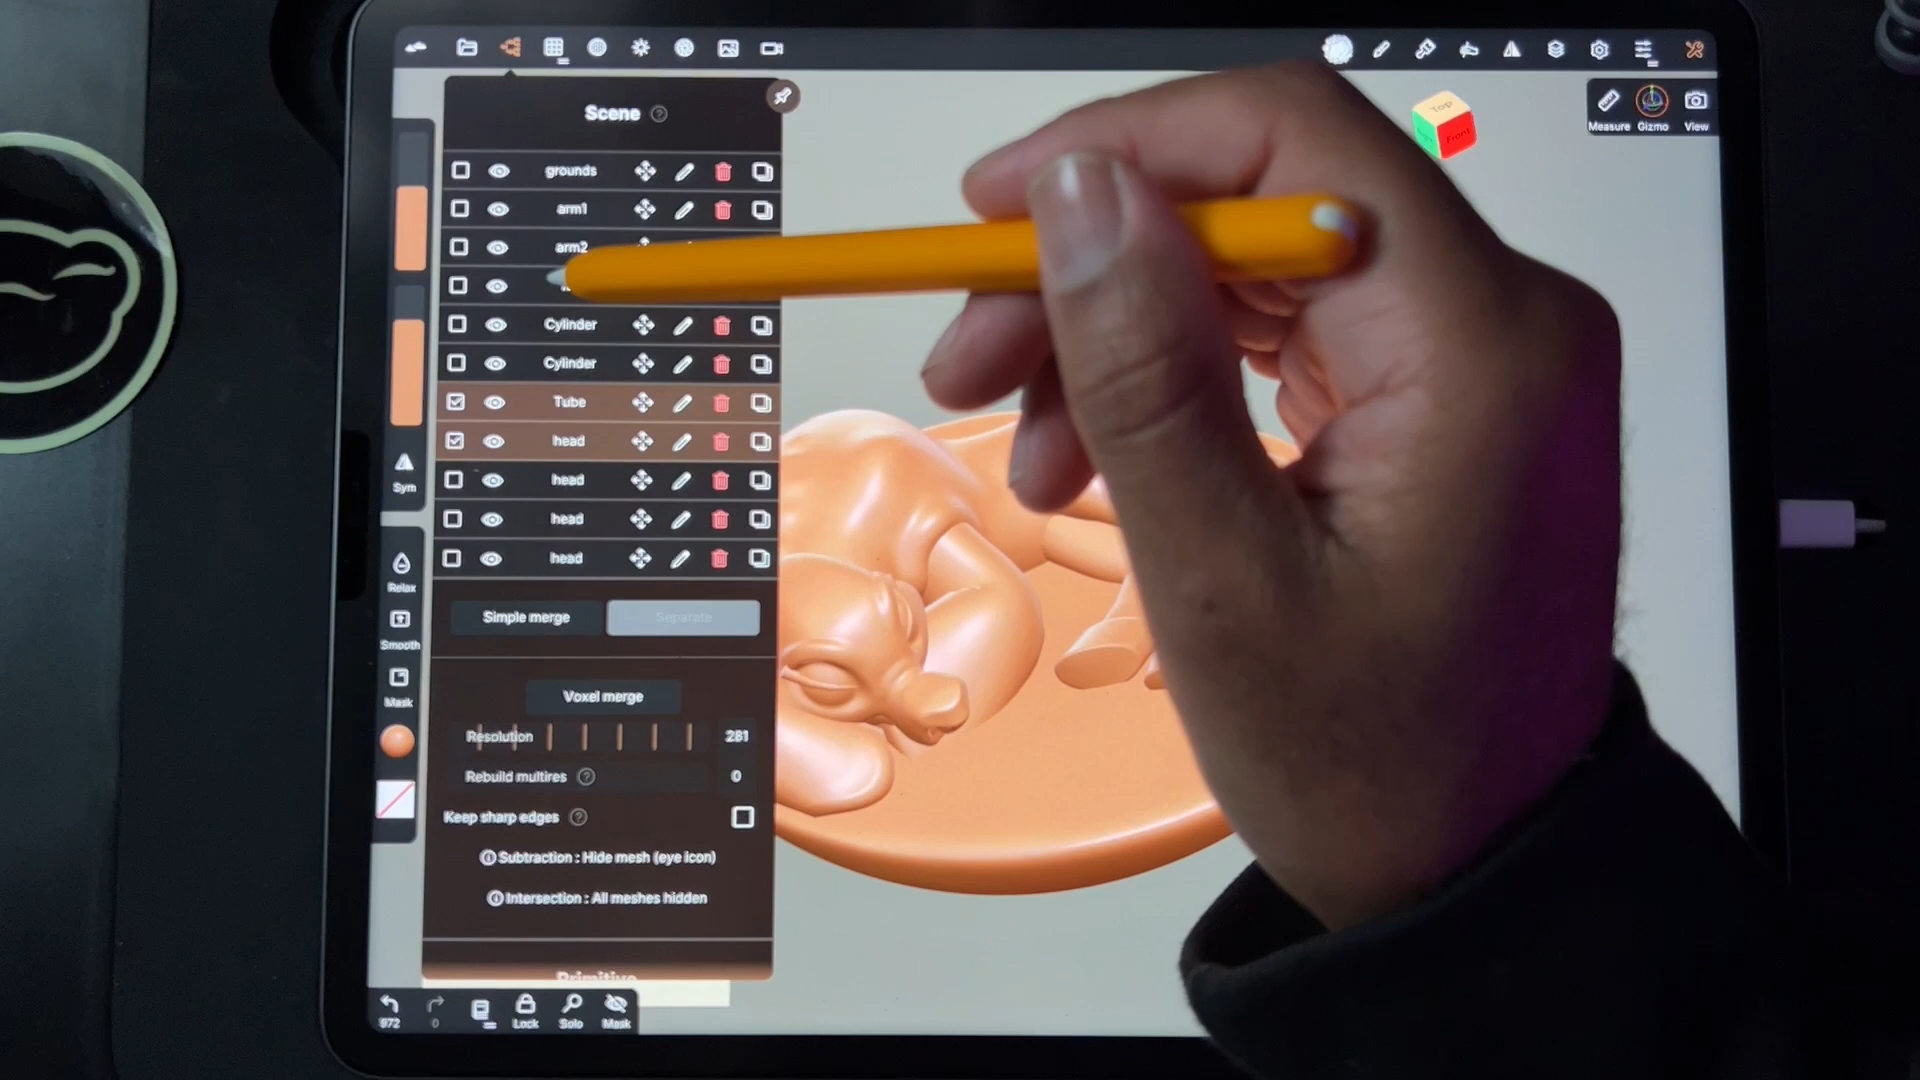 Scene
Top
Front
Measure Gizmo View
grounds
arm1
arm2
Cylinder
Cylinder
Tube
head
head
head
head
Sym
Relax
Smooth
Mask
Simple merge Separate
Voxel merge
Resolution 281
Rebuild multires ? 0
Keep sharp edges ?
Subtraction : Hide mesh (eye icon)
Intersection : All meshes hidden
Primitive
972 0 Lock Solo Mask